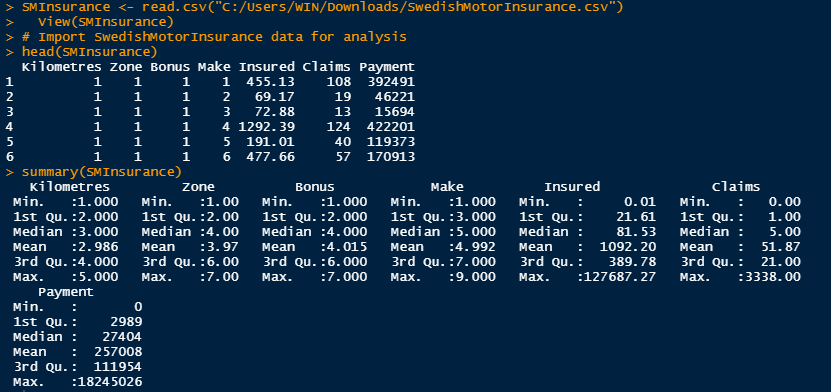 > SMInsurance <- read.csv("C:/Users/WIN/Downloads/SwedishMotorInsurance.csv")
>   View(SMInsurance)
> # Import SwedishMotorInsurance data for analysis
> head(SMInsurance)
  Kilometres Zone Bonus Make Insured Claims Payment
1          1    1     1    1  455.13    108  392491
2          1    1     1    2   69.17     19   46221
3          1    1     1    3   72.88     13   15694
4          1    1     1    4 1292.39    124  422201
5          1    1     1    5  191.01     40  119373
6          1    1     1    6  477.66     57  170913
> summary(SMInsurance)
   Kilometres         Zone          Bonus            Make          Insured              Claims
 Min.   :1.000   Min.   :1.00   Min.   :1.000   Min.   :1.000   Min.   :     0.01   Min.   :   0.00
 1st Qu.:2.000   1st Qu.:2.00   1st Qu.:2.000   1st Qu.:3.000   1st Qu.:    21.61   1st Qu.:   1.00
 Median :3.000   Median :4.00   Median :4.000   Median :5.000   Median :    81.53   Median :   5.00
 Mean   :2.986   Mean   :3.97   Mean   :4.015   Mean   :4.992   Mean   :  1092.20   Mean   :  51.87
 3rd Qu.:4.000   3rd Qu.:6.00   3rd Qu.:6.000   3rd Qu.:7.000   3rd Qu.:   389.78   3rd Qu.:  21.00
 Max.   :5.000   Max.   :7.00   Max.   :7.000   Max.   :9.000   Max.   :127687.27   Max.   :3338.00
    Payment
 Min.   :       0
 1st Qu.:    2989
 Median :   27404
 Mean   :  257008
 3rd Qu.:  111954
 Max.   :18245026